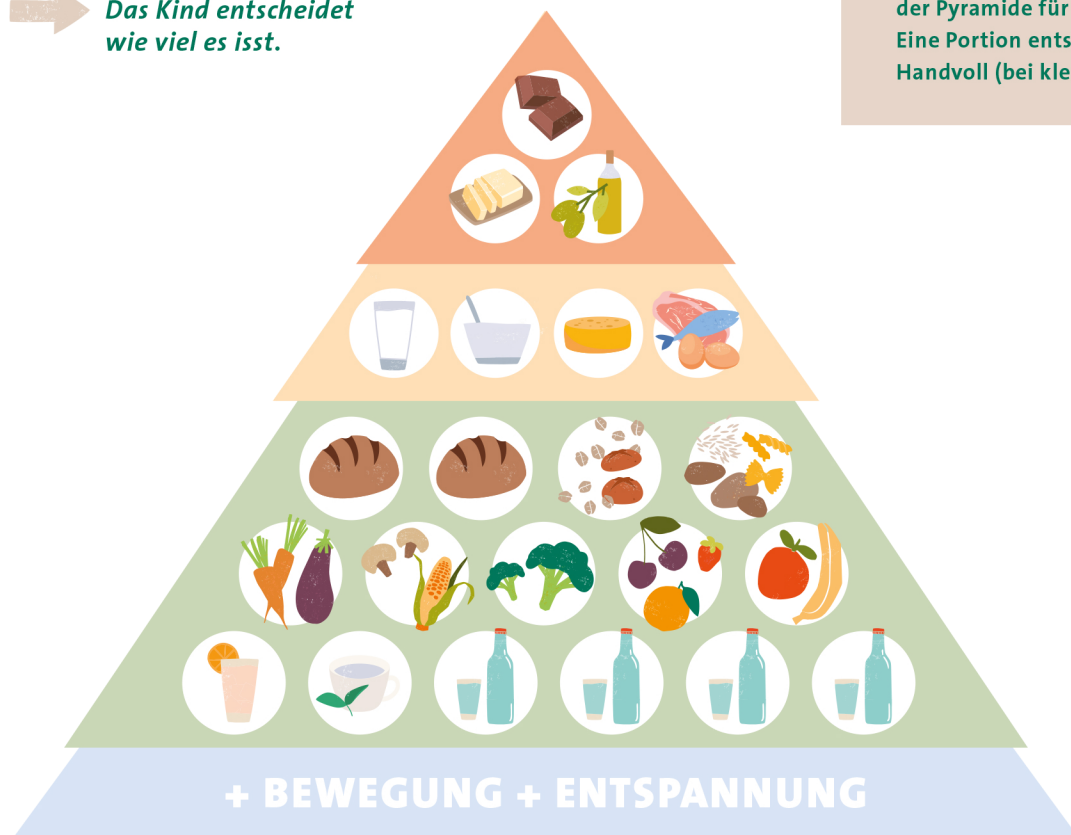 Das Kind entscheidet
wie viel es isst.
der Pyramide für
Eine Portion ents
Handvoll (bei kle
+ BEWEGUNG + ENTSPANNUNG